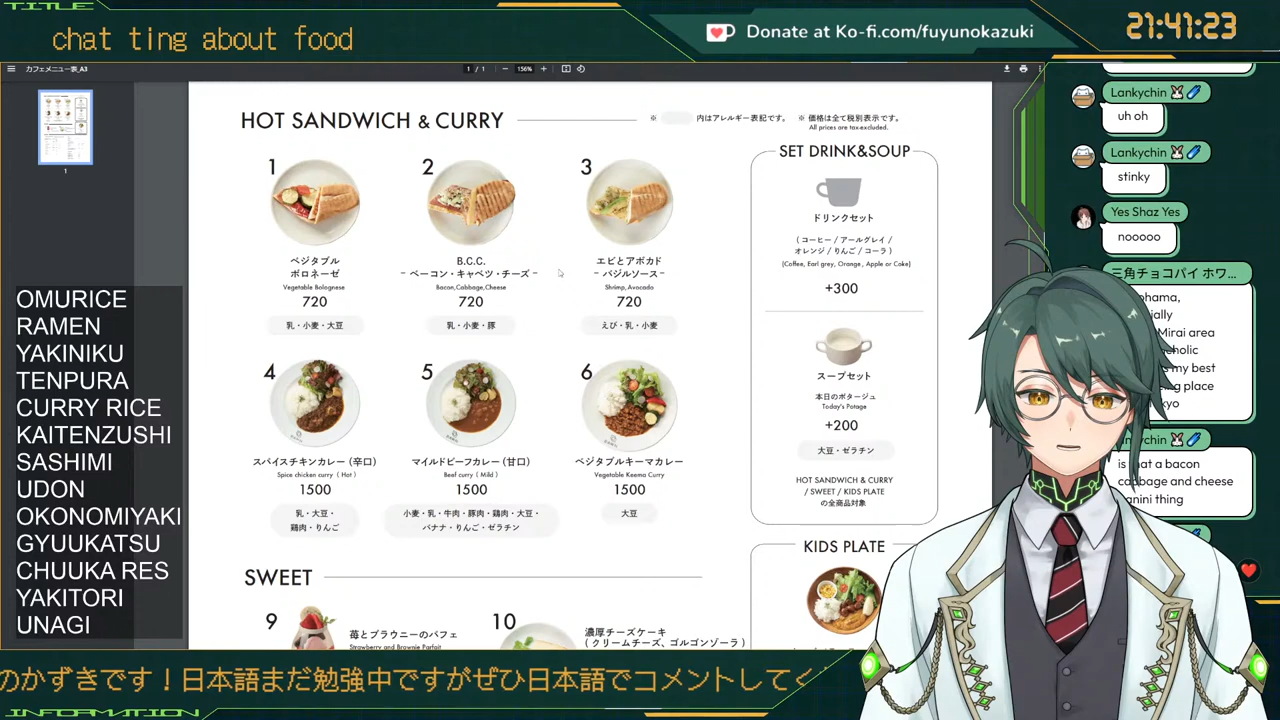 TITLE
chat ting about food
Donate at Ko-fi.com/fuyunokazuki
21:41:23
カフェメニュー表_A3
1 / 1
156%
1
HOT SANDWICH & CURRY
※ 内はアレルギー表記です。
※ 価格は全て税別表示です。
All prices are tax-excluded.
1
ベジタブル
ボロネーゼ
Vegetable Bolognese
720
乳・小麦・大豆
2
B.C.C.
- ベーコン・キャベツ・チーズ -
Bacon,Cabbage,Cheese
720
乳・小麦・豚
3
エビとアボカド
- バジルソース -
Shrimp,Avocado
720
えび・乳・小麦
4
スパイスチキンカレー（辛口）
Spice chicken curry ( Hot )
1500
乳・大豆・
鶏肉・りんご
5
マイルドビーフカレー（甘口）
Beef curry ( Mild )
1500
小麦・乳・牛肉・豚肉・鶏肉・大豆・
バナナ・りんご・ゼラチン
6
ベジタブルキーマカレー
Vegetable Keema Curry
1500
大豆
SET DRINK&SOUP
ドリンクセット
( コーヒー / アールグレイ /
オレンジ / りんご / コーラ )
(Coffee, Earl grey, Orange, Apple or Coke)
+300
スープセット
本日のポタージュ
Today's Potage
+200
大豆・ゼラチン
HOT SANDWICH & CURRY
/ SWEET / KIDS PLATE
の全商品対象
KIDS PLATE
SWEET
9
苺とブラウニーのパフェ
Strawberry and Brownie Parfait
10
濃厚チーズケーキ
( クリームチーズ、ゴルゴンゾーラ )
OMURICE
RAMEN
YAKINIKU
TENPURA
CURRY RICE
KAITENZUSHI
SASHIMI
UDON
OKONOMIYAKI
GYUUKATSU
CHUUKA RES
YAKITORI
UNAGI
Lankychin
uh oh
Lankychin
stinky
Yes Shaz Yes
nooooo
三角チョコパイ ホワ...
Mirai area
my best
place
is that a bacon
cabbage and cheese
panini thing
のかずきです！日本語まだ勉強中ですがぜひ日本語でコメントしてく
INFORMATION